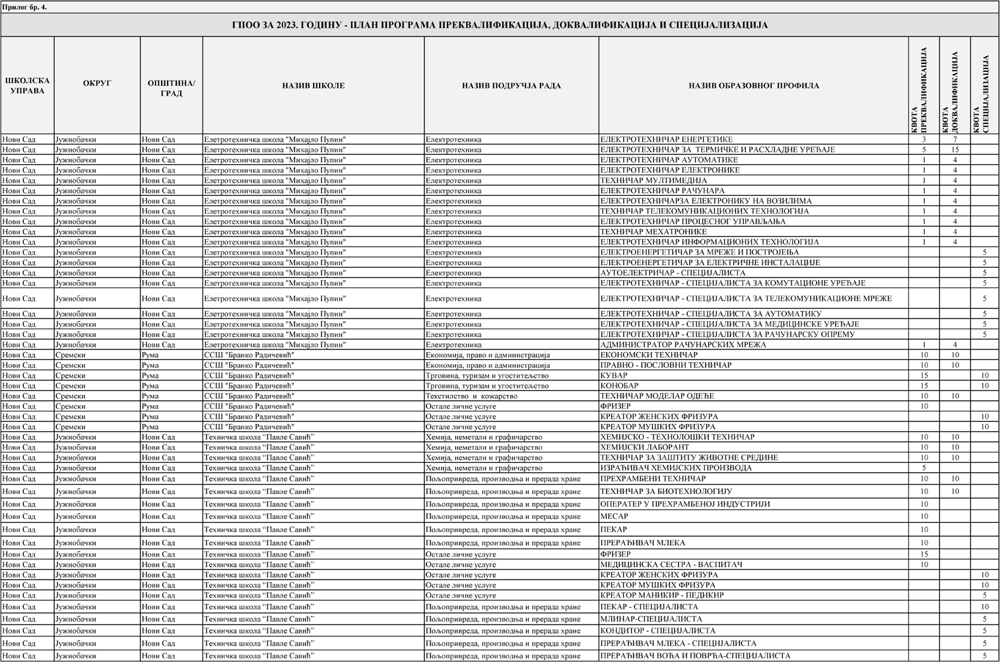 Прилог бр. 4.
ГПОО ЗА 2023. ГОДИНУ - ПЛАН ПРОГРАМА ПРЕКВАЛИФИКАЦИЈА, ДОКВАЛИФИКАЦИЈА И СПЕЦИЈАЛИЗАЦИЈА
ШКОЛСКА УПРАВА ОКРУГ ОПШТИНА/ ГРАД НАЗИВ ШКОЛЕ НАЗИВ ПОДРУЧЈА РАДА НАЗИВ ОБРАЗОВНОГ ПРОФИЛА КВОТА ПРЕКВАЛИФИКАЦИЈА КВОТА ДОКВАЛИФИКАЦИЈА КВОТА СПЕЦИЈАЛИЗАЦИЈА
Нови Сад Јужнобачки Нови Сад Елетротехничка школа "Михајло Пупин" Електротехника ЕЛЕКТРОТЕХНИЧАР ЕНЕРГЕТИКЕ 3 7
Нови Сад Јужнобачки Нови Сад Елетротехничка школа "Михајло Пупин" Електротехника ЕЛЕКТРОТЕХНИЧАР ЗА ТЕРМИЧКЕ И РАСХЛАДНЕ УРЕЂАЈЕ 5 15
Нови Сад Јужнобачки Нови Сад Елетротехничка школа "Михајло Пупин" Електротехника ЕЛЕКТРОТЕХНИЧАР АУТОМАТИКЕ 1 4
Нови Сад Јужнобачки Нови Сад Елетротехничка школа "Михајло Пупин" Електротехника ЕЛЕКТРОТЕХНИЧАР ЕЛЕКТРОНИКЕ 1 4
Нови Сад Јужнобачки Нови Сад Елетротехничка школа "Михајло Пупин" Електротехника ТЕХНИЧАР МУЛТИМЕДИЈА 1 4
Нови Сад Јужнобачки Нови Сад Елетротехничка школа "Михајло Пупин" Електротехника ЕЛЕКТРОТЕХНИЧАР РАЧУНАРА 1 4
Нови Сад Јужнобачки Нови Сад Елетротехничка школа "Михајло Пупин" Електротехника ЕЛЕКТРОТЕХНИЧАРЗА ЕЛЕКТРОНИКУ НА ВОЗИЛИМА 1 4
Нови Сад Јужнобачки Нови Сад Елетротехничка школа "Михајло Пупин" Електротехника ТЕХНИЧАР ТЕЛЕКОМУНИКАЦИОНИХ ТЕХНОЛОГИЈА 1 4
Нови Сад Јужнобачки Нови Сад Елетротехничка школа "Михајло Пупин" Електротехника ЕЛЕКТРОТЕХНИЧАР ПРОЦЕСНОГ УПРАВЉАЊА 1 4
Нови Сад Јужнобачки Нови Сад Елетротехничка школа "Михајло Пупин" Електротехника ТЕХНИЧАР МЕХАТРОНИКЕ 1 4
Нови Сад Јужнобачки Нови Сад Елетротехничка школа "Михајло Пупин" Електротехника ЕЛЕКТРОТЕХНИЧАР ИНФОРМАЦИОНИХ ТЕХНОЛОГИЈА 1 4
Нови Сад Јужнобачки Нови Сад Елетротехничка школа "Михајло Пупин" Електротехника ЕЛЕКТРОЕНЕРГЕТИЧАР ЗА МРЕЖЕ И ПОСТРОЈЕЊА 5
Нови Сад Јужнобачки Нови Сад Елетротехничка школа "Михајло Пупин" Електротехника ЕЛЕКТРОЕНЕРГЕТИЧАР ЗА ЕЛЕКТРИЧНЕ ИНСТАЛАЦИЈЕ 5
Нови Сад Јужнобачки Нови Сад Елетротехничка школа "Михајло Пупин" Електротехника АУТОЕЛЕКТРИЧАР - СПЕЦИЈАЛИСТА 5
Нови Сад Јужнобачки Нови Сад Елетротехничка школа "Михајло Пупин" Електротехника ЕЛЕКТРОТЕХНИЧАР - СПЕЦИЈАЛИСТА ЗА КОМУТАЦИОНЕ УРЕЂАЈЕ 5
Нови Сад Јужнобачки Нови Сад Елетротехничка школа "Михајло Пупин" Електротехника ЕЛЕКТРОТЕХНИЧАР - СПЕЦИЈАЛИСТА ЗА ТЕЛЕКОМУНИКАЦИОНЕ МРЕЖЕ 5
Нови Сад Јужнобачки Нови Сад Елетротехничка школа "Михајло Пупин" Електротехника ЕЛЕКТРОТЕХНИЧАР - СПЕЦИЈАЛИСТА ЗА АУТОМАТИКУ 5
Нови Сад Јужнобачки Нови Сад Елетротехничка школа "Михајло Пупин" Електротехника ЕЛЕКТРОТЕХНИЧАР - СПЕЦИЈАЛИСТА ЗА МЕДИЦИНСКЕ УРЕЂАЈЕ 5
Нови Сад Јужнобачки Нови Сад Елетротехничка школа "Михајло Пупин" Електротехника ЕЛЕКТРОТЕХНИЧАР - СПЕЦИЈАЛИСТА ЗА РАЧУНАРСКУ ОПРЕМУ 5
Нови Сад Јужнобачки Нови Сад Елетротехничка школа "Михајло Пупин" Електротехника АДМИНИСТРАТОР РАЧУНАРСКИХ МРЕЖА 1 4
Нови Сад Сремски Рума ССШ "Бранко Радичевић" Економија, право и администрација ЕКОНОМСКИ ТЕХНИЧАР 10 10
Нови Сад Сремски Рума ССШ "Бранко Радичевић" Економија, право и администрација ПРАВНО - ПОСЛОВНИ ТЕХНИЧАР 10 10
Нови Сад Сремски Рума ССШ "Бранко Радичевић" Трговина, туризам и угоститељство КУВАР 15 10
Нови Сад Сремски Рума ССШ "Бранко Радичевић" Трговина, туризам и угоститељство КОНОБАР 15 10
Нови Сад Сремски Рума ССШ "Бранко Радичевић" Текстилство и кожарство ТЕХНИЧАР МОДЕЛАР ОДЕЋЕ 10 10
Нови Сад Сремски Рума ССШ "Бранко Радичевић" Остале личне услуге ФРИЗЕР 10
Нови Сад Сремски Рума ССШ "Бранко Радичевић" Остале личне услуге КРЕАТОР ЖЕНСКИХ ФРИЗУРА 10
Нови Сад Сремски Рума ССШ "Бранко Радичевић" Остале личне услуге КРЕАТОР МУШКИХ ФРИЗУРА 10
Нови Сад Јужнобачки Нови Сад Техничка школа “Павле Савић” Хемија, неметали и графичарство ХЕМИЈСКО - ТЕХНОЛОШКИ ТЕХНИЧАР 10 10
Нови Сад Јужнобачки Нови Сад Техничка школа “Павле Савић” Хемија, неметали и графичарство ХЕМИЈСКИ ЛАБОРАНТ 10 10
Нови Сад Јужнобачки Нови Сад Техничка школа “Павле Савић” Хемија, неметали и графичарство ТЕХНИЧАР ЗА ЗАШТИТУ ЖИВОТНЕ СРЕДИНЕ 10 10
Нови Сад Јужнобачки Нови Сад Техничка школа “Павле Савић” Хемија, неметали и графичарство ИЗРАЂИВАЧ ХЕМИЈСКИХ ПРОИЗВОДА 5
Нови Сад Јужнобачки Нови Сад Техничка школа “Павле Савић” Пољопривреда, производња и прерада хране ПРЕХРАМБЕНИ ТЕХНИЧАР 10 10
Нови Сад Јужнобачки Нови Сад Техничка школа “Павле Савић” Пољопривреда, производња и прерада хране ТЕХНИЧАР ЗА БИОТЕХНОЛОГИЈУ 10 10
Нови Сад Јужнобачки Нови Сад Техничка школа “Павле Савић” Пољопривреда, производња и прерада хране ОПЕРАТЕР У ПРЕХРАМБЕНОЈ ИНДУСТРИЈИ 10
Нови Сад Јужнобачки Нови Сад Техничка школа “Павле Савић” Пољопривреда, производња и прерада хране МЕСАР 10
Нови Сад Јужнобачки Нови Сад Техничка школа “Павле Савић” Пољопривреда, производња и прерада хране ПЕКАР 10
Нови Сад Јужнобачки Нови Сад Техничка школа “Павле Савић” Пољопривреда, производња и прерада хране ПРЕРАЂИВАЧ МЛЕКА 10
Нови Сад Јужнобачки Нови Сад Техничка школа “Павле Савић” Остале личне услуге ФРИЗЕР 15
Нови Сад Јужнобачки Нови Сад Техничка школа “Павле Савић” Остале личне услуге МЕДИЦИНСКА СЕСТРА - ВАСПИТАЧ 10
Нови Сад Јужнобачки Нови Сад Техничка школа “Павле Савић” Остале личне услуге КРЕАТОР ЖЕНСКИХ ФРИЗУРА 10
Нови Сад Јужнобачки Нови Сад Техничка школа “Павле Савић” Остале личне услуге КРЕАТОР МУШКИХ ФРИЗУРА 10
Нови Сад Јужнобачки Нови Сад Техничка школа “Павле Савић” Остале личне услуге КРЕАТОР МАНИКИР - ПЕДИКИР 5
Нови Сад Јужнобачки Нови Сад Техничка школа “Павле Савић” Пољопривреда, производња и прерада хране ПЕКАР - СПЕЦИЈАЛИСТА 10
Нови Сад Јужнобачки Нови Сад Техничка школа “Павле Савић” Пољопривреда, производња и прерада хране МЛИНАР-СПЕЦИЈАЛИСТА 5
Нови Сад Јужнобачки Нови Сад Техничка школа “Павле Савић” Пољопривреда, производња и прерада хране КОНДИТОР - СПЕЦИЈАЛИСТА 5
Нови Сад Јужнобачки Нови Сад Техничка школа “Павле Савић” Пољопривреда, производња и прерада хране ПРЕРАЂИВАЧ МЛЕКА - СПЕЦИЈАЛИСТА 5
Нови Сад Јужнобачки Нови Сад Техничка школа “Павле Савић” Пољопривреда, производња и прерада хране ПРЕРАЂИВАЧ ВОЋА И ПОВРЋА-СПЕЦИЈАЛИСТА 5